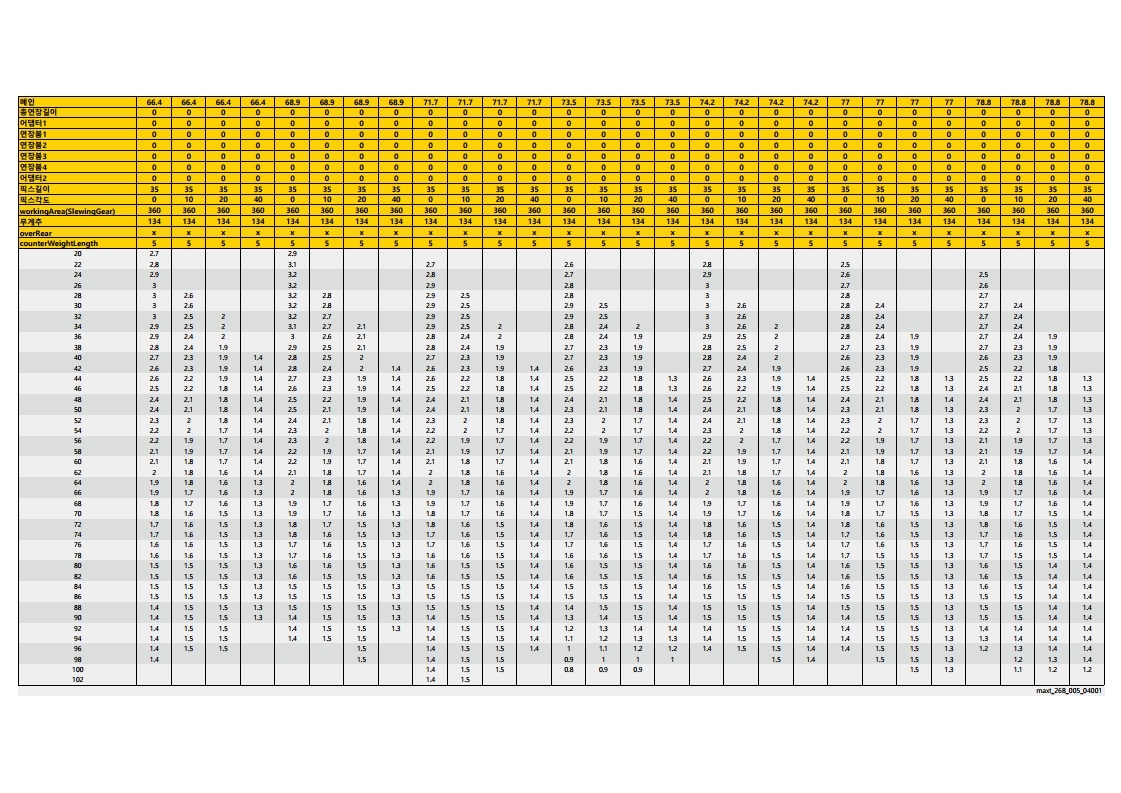 메인 66.4 66.4 66.4 66.4 68.9 68.9 68.9 68.9 71.7 71.7 71.7 71.7 73.5 73.5 73.5 73.5 74.2 74.2 74.2 74.2 77 77 77 77 78.8 78.8 78.8 78.8
총연장길이 0 0 0 0 0 0 0 0 0 0 0 0 0 0 0 0 0 0 0 0 0 0 0 0 0 0 0 0
어댑터1 0 0 0 0 0 0 0 0 0 0 0 0 0 0 0 0 0 0 0 0 0 0 0 0 0 0 0 0
연장붐1 0 0 0 0 0 0 0 0 0 0 0 0 0 0 0 0 0 0 0 0 0 0 0 0 0 0 0 0
연장붐2 0 0 0 0 0 0 0 0 0 0 0 0 0 0 0 0 0 0 0 0 0 0 0 0 0 0 0 0
연장붐3 0 0 0 0 0 0 0 0 0 0 0 0 0 0 0 0 0 0 0 0 0 0 0 0 0 0 0 0
연장붐4 0 0 0 0 0 0 0 0 0 0 0 0 0 0 0 0 0 0 0 0 0 0 0 0 0 0 0 0
어댑터2 0 0 0 0 0 0 0 0 0 0 0 0 0 0 0 0 0 0 0 0 0 0 0 0 0 0 0 0
픽스길이 35 35 35 35 35 35 35 35 35 35 35 35 35 35 35 35 35 35 35 35 35 35 35 35 35 35 35 35
픽스각도 0 10 20 40 0 10 20 40 0 10 20 40 0 10 20 40 0 10 20 40 0 10 20 40 0 10 20 40
workingArea(SlewingGear) 360 360 360 360 360 360 360 360 360 360 360 360 360 360 360 360 360 360 360 360 360 360 360 360 360 360 360 360
무게추 134 134 134 134 134 134 134 134 134 134 134 134 134 134 134 134 134 134 134 134 134 134 134 134 134 134 134 134
overRear x x x x x x x x x x x x x x x x x x x x x x x x x x x x
counterWeightLength 5 5 5 5 5 5 5 5 5 5 5 5 5 5 5 5 5 5 5 5 5 5 5 5 5 5 5 5
20 2.7 2.9
22 2.8 3.1 2.7 2.6 2.8 2.5
24 2.9 3.2 2.8 2.7 2.9 2.6 2.5
26 3 3.2 2.9 2.8 3 2.7 2.6
28 3 2.6 3.2 2.8 2.9 2.5 2.8 3 2.8 2.7
30 3 2.6 3.2 2.8 2.9 2.5 2.9 2.5 3 2.6 2.8 2.4 2.7 2.4
32 3 2.5 2 3.2 2.7 2.9 2.5 2.9 2.5 3 2.6 2.8 2.4 2.7 2.4
34 2.9 2.5 2 3.1 2.7 2.1 2.9 2.5 2 2.8 2.4 2 3 2.6 2 2.8 2.4 2.7 2.4
36 2.9 2.4 2 3 2.6 2.1 2.8 2.4 2 2.8 2.4 1.9 2.9 2.5 2 2.8 2.4 1.9 2.7 2.3 1.9
38 2.8 2.4 1.9 2.9 2.5 2.1 2.8 2.4 1.9 2.7 2.3 1.9 2.8 2.5 2 2.7 2.3 1.9 2.7 2.3 1.9
40 2.7 2.3 1.9 1.4 2.8 2.5 2 2.7 2.3 1.9 2.7 2.3 1.9 2.8 2.4 2 2.6 2.3 1.9 2.6 2.3 1.9
42 2.6 2.3 1.9 1.4 2.8 2.4 2 1.4 2.6 2.3 1.9 1.4 2.6 2.3 1.9 2.7 2.4 1.9 2.6 2.3 1.9 2.5 2.2 1.8
44 2.6 2.2 1.9 1.4 2.7 2.3 1.9 1.4 2.6 2.2 1.8 1.4 2.5 2.2 1.8 1.3 2.6 2.3 1.9 1.4 2.5 2.2 1.8 1.3 2.5 2.2 1.8 1.3
46 2.5 2.2 1.8 1.4 2.6 2.3 1.9 1.4 2.5 2.2 1.8 1.4 2.5 2.2 1.8 1.3 2.6 2.2 1.9 1.4 2.5 2.2 1.8 1.3 2.4 2.1 1.8 1.3
48 2.4 2.1 1.8 1.4 2.5 2.2 1.9 1.4 2.4 2.1 1.8 1.4 2.4 2.1 1.8 1.4 2.5 2.2 1.8 1.4 2.4 2.1 1.8 1.4 2.3 2.1 1.8 1.3
50 2.4 2.1 1.8 1.4 2.5 2.2 1.9 1.4 2.4 2.1 1.8 1.4 2.3 2.1 1.8 1.4 2.4 2.1 1.8 1.4 2.3 2.1 1.8 1.3 2.3 2 1.7 1.3
52 2.3 2 1.8 1.4 2.4 2.1 1.8 1.4 2.3 2 1.8 1.4 2.3 2 1.7 1.4 2.4 2.1 1.8 1.4 2.3 2 1.7 1.3 2.2 2 1.7 1.3
54 2.2 2 1.7 1.4 2.3 2 1.8 1.4 2.2 2 1.7 1.4 2.2 2 1.7 1.4 2.3 2 1.8 1.4 2.2 2 1.7 1.3 2.2 2 1.7 1.3
56 2.2 1.9 1.7 1.4 2.3 2 1.8 1.4 2.2 1.9 1.7 1.4 2.2 1.9 1.7 1.4 2.2 2 1.7 1.4 2.2 1.9 1.7 1.3 2.1 1.9 1.7 1.3
58 2.1 1.9 1.7 1.4 2.2 1.9 1.7 1.4 2.1 1.9 1.7 1.4 2.1 1.9 1.7 1.4 2.2 1.9 1.7 1.4 2.1 1.9 1.7 1.3 2.1 1.9 1.7 1.4
60 2.1 1.8 1.7 1.4 2.2 1.9 1.7 1.4 2.1 1.8 1.7 1.4 2.1 1.8 1.6 1.4 2.1 1.9 1.7 1.4 2.1 1.8 1.7 1.3 2 1.8 1.6 1.4
62 2 1.8 1.6 1.4 2.1 1.8 1.7 1.4 2 1.8 1.6 1.4 2 1.8 1.6 1.4 2.1 1.8 1.7 1.4 2 1.8 1.6 1.3 2 1.8 1.6 1.4
64 1.9 1.8 1.6 1.3 2 1.8 1.6 1.4 2 1.8 1.6 1.4 2 1.8 1.6 1.4 2 1.8 1.6 1.4 2 1.8 1.6 1.3 1.9 1.8 1.6 1.4
66 1.9 1.7 1.6 1.3 2 1.8 1.6 1.3 1.9 1.7 1.6 1.4 1.9 1.7 1.6 1.4 2 1.8 1.6 1.4 1.9 1.7 1.6 1.3 1.9 1.7 1.6 1.4
68 1.8 1.7 1.6 1.3 1.9 1.7 1.6 1.3 1.8 1.7 1.6 1.4 1.9 1.7 1.6 1.4 1.9 1.7 1.6 1.4 1.9 1.7 1.6 1.3 1.8 1.7 1.6 1.4
70 1.8 1.6 1.5 1.3 1.9 1.7 1.6 1.3 1.8 1.7 1.6 1.4 1.8 1.7 1.5 1.4 1.9 1.7 1.6 1.4 1.8 1.7 1.5 1.3 1.8 1.7 1.5 1.4
72 1.7 1.6 1.5 1.3 1.8 1.7 1.5 1.3 1.8 1.6 1.5 1.4 1.8 1.6 1.5 1.4 1.8 1.6 1.5 1.4 1.8 1.6 1.5 1.3 1.8 1.6 1.5 1.4
74 1.7 1.6 1.5 1.3 1.8 1.6 1.5 1.3 1.7 1.6 1.5 1.4 1.7 1.6 1.5 1.4 1.8 1.6 1.5 1.4 1.7 1.6 1.5 1.3 1.7 1.6 1.5 1.4
76 1.6 1.6 1.5 1.3 1.7 1.6 1.5 1.3 1.7 1.6 1.5 1.4 1.7 1.6 1.5 1.4 1.7 1.6 1.5 1.4 1.7 1.6 1.5 1.3 1.7 1.6 1.5 1.4
78 1.6 1.5 1.5 1.3 1.7 1.6 1.5 1.3 1.6 1.6 1.5 1.4 1.6 1.6 1.5 1.4 1.7 1.6 1.5 1.4 1.6 1.6 1.5 1.3 1.7 1.6 1.5 1.4
80 1.5 1.5 1.5 1.3 1.6 1.6 1.5 1.3 1.6 1.5 1.5 1.4 1.6 1.5 1.5 1.4 1.6 1.5 1.5 1.4 1.6 1.5 1.5 1.3 1.6 1.6 1.5 1.4
82 1.5 1.5 1.5 1.3 1.6 1.5 1.5 1.3 1.6 1.5 1.5 1.4 1.6 1.5 1.5 1.4 1.6 1.5 1.5 1.4 1.6 1.5 1.5 1.3 1.6 1.5 1.5 1.4
84 1.5 1.5 1.5 1.3 1.5 1.5 1.5 1.3 1.5 1.5 1.5 1.4 1.5 1.5 1.5 1.4 1.6 1.5 1.5 1.4 1.5 1.5 1.5 1.3 1.6 1.5 1.4 1.4
86 1.5 1.5 1.5 1.3 1.5 1.5 1.5 1.3 1.5 1.5 1.5 1.4 1.5 1.5 1.5 1.4 1.5 1.5 1.5 1.4 1.5 1.5 1.5 1.3 1.5 1.5 1.4 1.4
88 1.4 1.5 1.5 1.3 1.5 1.5 1.5 1.3 1.5 1.5 1.5 1.4 1.4 1.5 1.5 1.4 1.5 1.5 1.5 1.4 1.5 1.5 1.5 1.3 1.5 1.5 1.4 1.4
90 1.4 1.5 1.5 1.3 1.4 1.5 1.5 1.3 1.4 1.5 1.5 1.4 1.3 1.4 1.5 1.4 1.5 1.5 1.5 1.4 1.4 1.5 1.5 1.3 1.5 1.5 1.4 1.4
92 1.4 1.5 1.5 1.4 1.5 1.5 1.3 1.4 1.5 1.5 1.4 1.2 1.3 1.4 1.4 1.4 1.5 1.5 1.4 1.4 1.5 1.5 1.3 1.4 1.4 1.4 1.4
94 1.4 1.5 1.5 1.4 1.5 1.5 1.4 1.5 1.5 1.4 1.1 1.2 1.3 1.3 1.4 1.5 1.5 1.4 1.4 1.5 1.5 1.3 1.3 1.4 1.4 1.4
96 1.4 1.5 1.5 1.5 1.4 1.5 1.5 1.4 1 1.1 1.2 1.2 1.4 1.5 1.5 1.4 1.4 1.5 1.5 1.3 1.2 1.3 1.4 1.4
98 1.4 1.5 1.4 1.5 1.5 0.9 1 1 1 1.5 1.4 1.5 1.5 1.3 1.2 1.3 1.4
100 1.4 1.5 1.5 0.8 0.9 0.9 1.5 1.3 1.1 1.2 1.2
102 1.4 1.5
maxt_268_005_04001